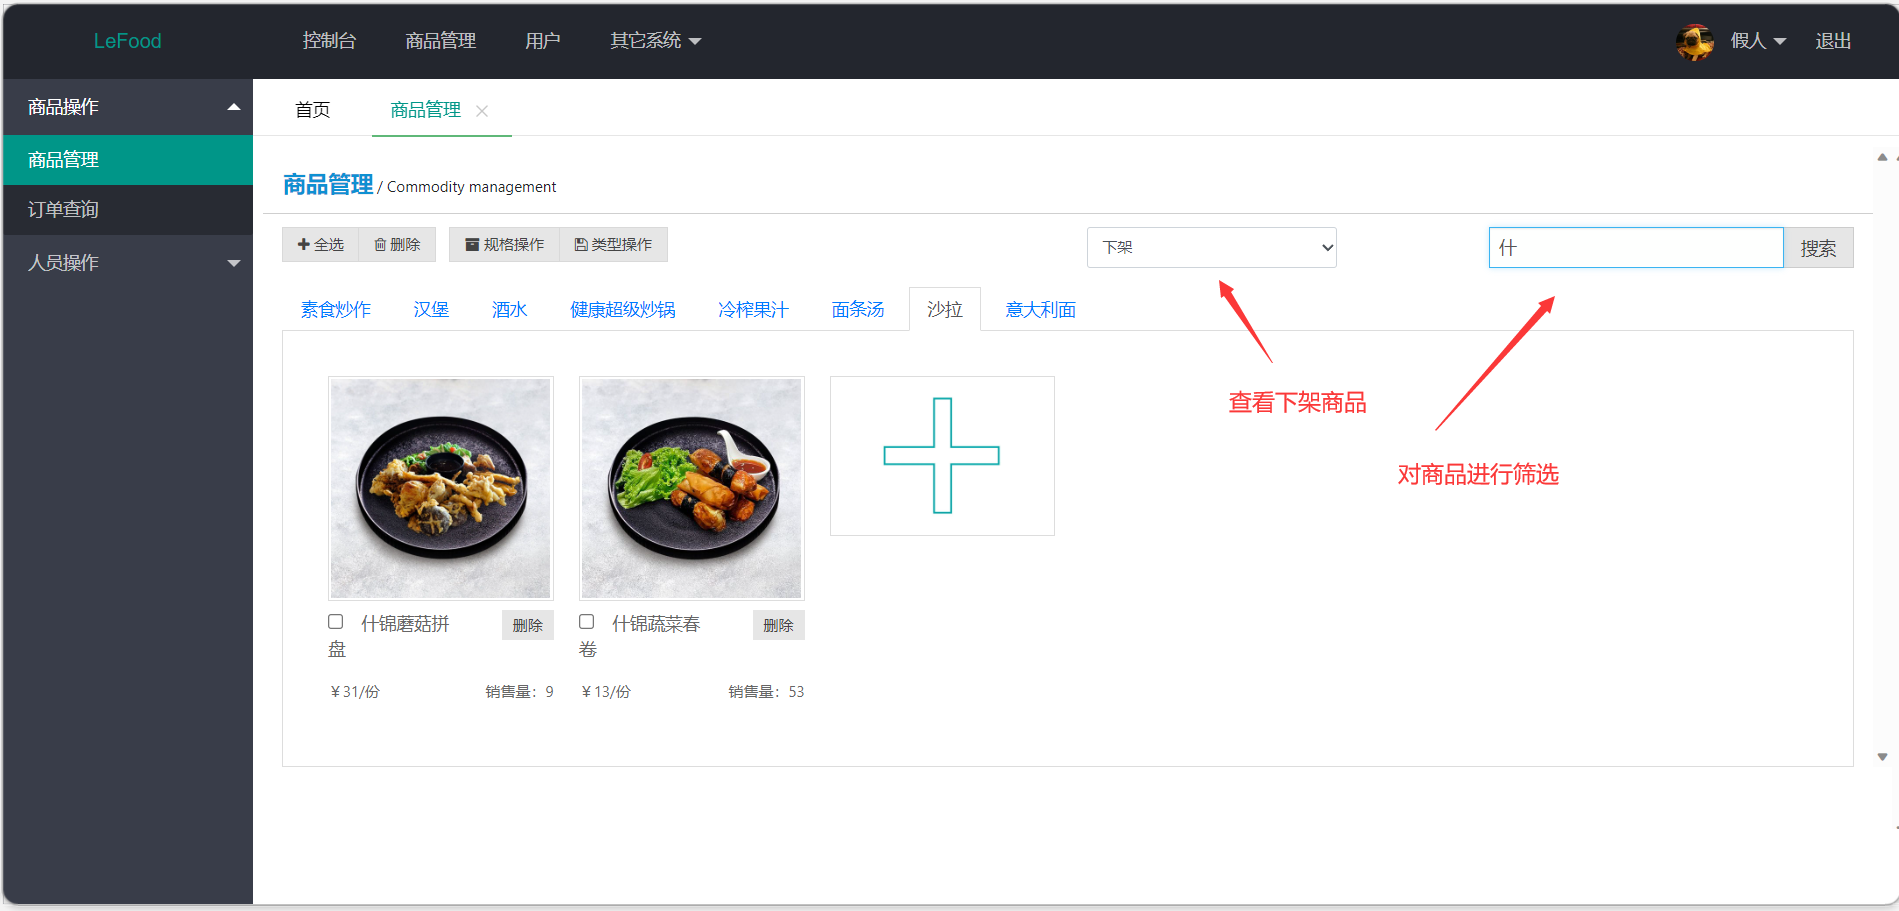 LeFood
控制台
商品管理
用户
其它系统
假人
退出
商品操作
商品管理
订单查询
人员操作
首页
商品管理
商品管理 / Commodity management
全选
删除
规格操作
类型操作
下架
什
搜索
素食炒作
汉堡
酒水
健康超级炒锅
冷榨果汁
面条汤
沙拉
意大利面
查看下架商品
对商品进行筛选
什锦蘑菇拼
盘
删除
¥31/份
销售量：9
什锦蔬菜春
卷
删除
¥13/份
销售量：53